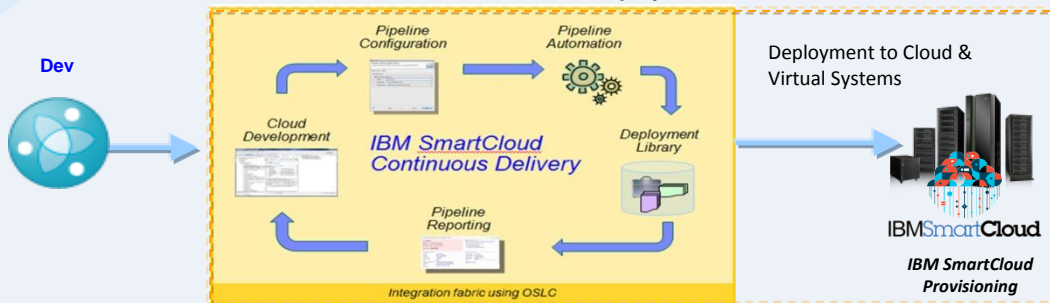 Dev
Pipeline
Configuration
Pipeline
Automation
Cloud
Development
IBM SmartCloud
Continuous Delivery
Deployment
Library
Pipeline
Reporting
Integration fabric using OSLC
Deployment to Cloud &
Virtual Systems
IBMSmartCloud
IBM SmartCloud
Provisioning